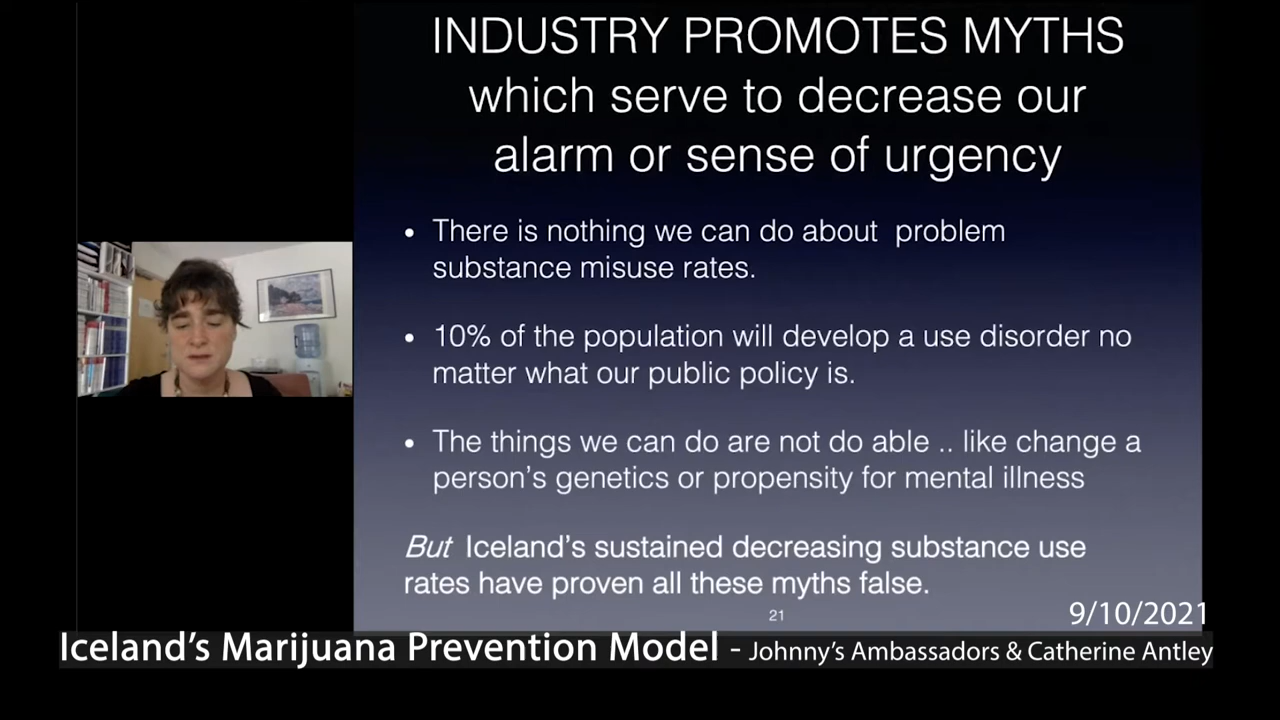 INDUSTRY PROMOTES MYTHS
which serve to decrease our
alarm or sense of urgency
• There is nothing we can do about problem
substance misuse rates.
• 10% of the population will develop a use disorder no
matter what our public policy is.
• The things we can do are not do able .. like change a
person's genetics or propensity for mental illness
But Iceland's sustained decreasing substance use
rates have proven all these myths false.
21
9/10/2021
Iceland's Marijuana Prevention Model - Johnny's Ambassadors & Catherine Antley